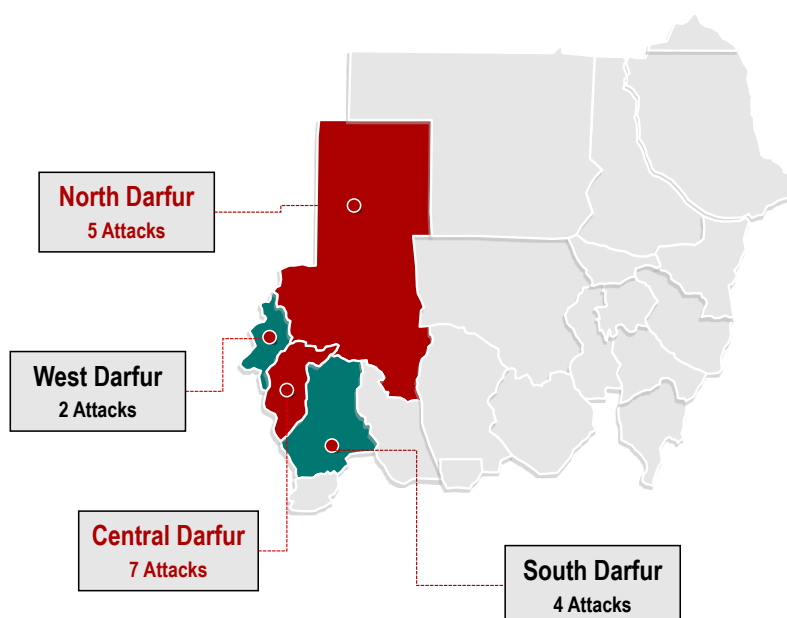 North Darfur
5 Attacks
West Darfur
2 Attacks
Central Darfur
7 Attacks
South Darfur
4 Attacks